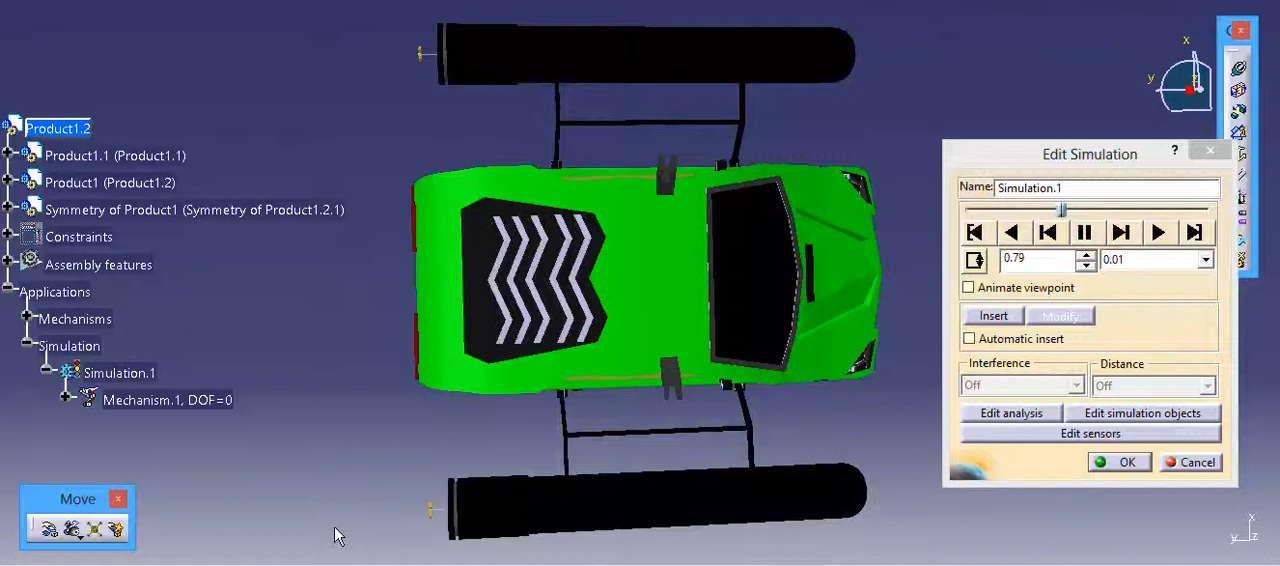 Product1.2
Product1.1 (Product1.1)
Product1 (Product1.2)
Symmetry of Product1 (Symmetry of Product1.2.1)
Constraints
Assembly features
Applications
Mechanisms
Simulation
Simulation.1
Mechanism.1, DOF=0
Move
x
y
z
Edit Simulation
?
Name: Simulation.1
0.79
0.01
Animate viewpoint
Insert
Modify
Automatic insert
Interference
Distance
Off
Off
Edit analysis
Edit simulation objects
Edit sensors
OK
Cancel
x
y
z